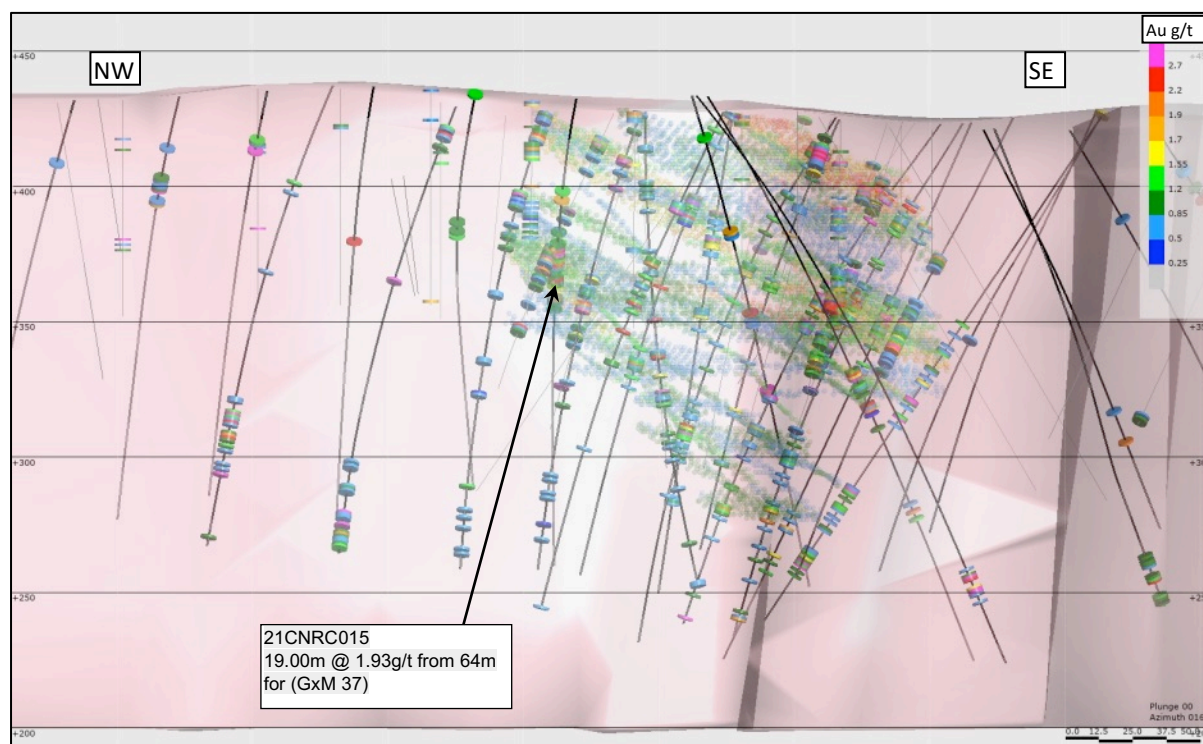 Au g/t
+450
NW
SE
2.7
2.2
1.9
1.7
1.55
1.2
0.85
0.5
0.25
+400
+350
+300
+250
21CNRC015
19.00m @ 1.93g/t from 64m
for (GxM 37)
Plunge 00
Azimuth 016
+200
0.0 12.5 25.0 37.5